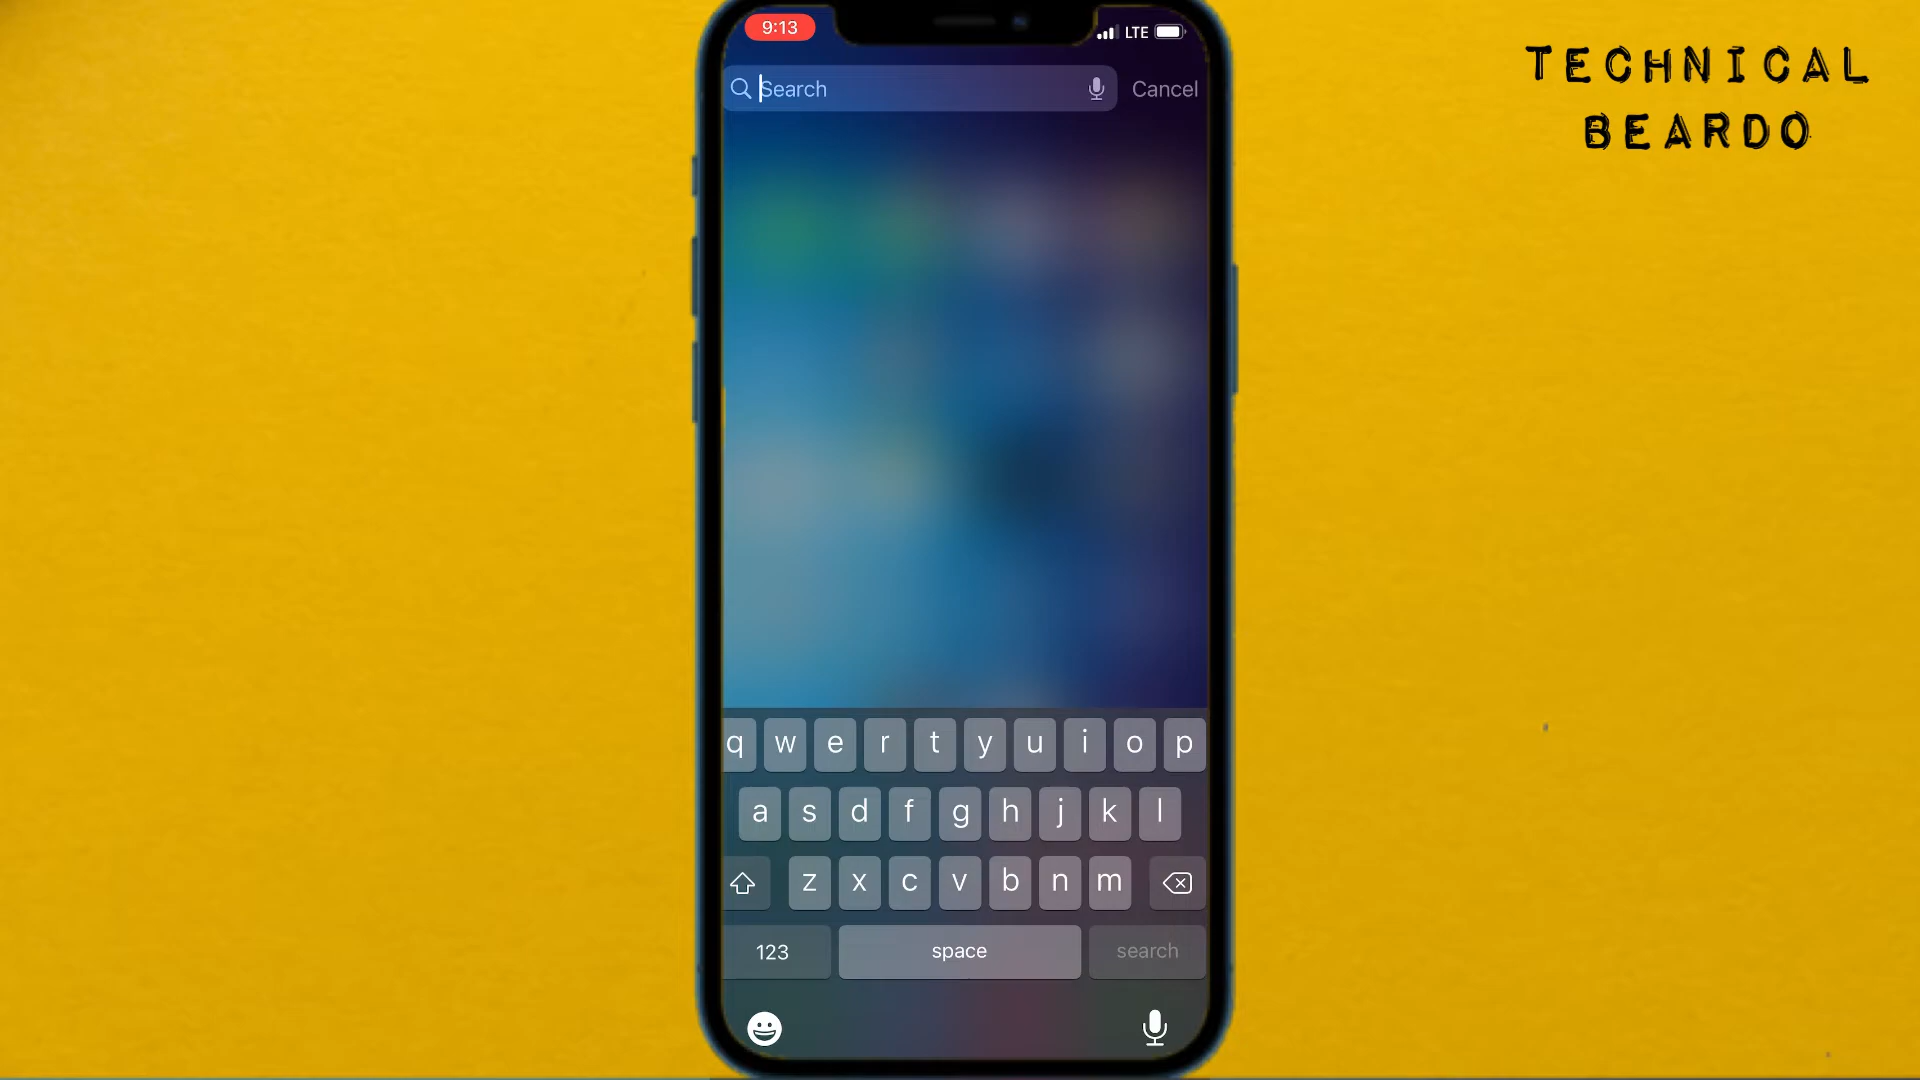 9:13
LTE
Search
Cancel
TECHNICAL
BEARDO
q w e r t y u i o p
a s d f g h j k l
z x c v b n m
123
space
search